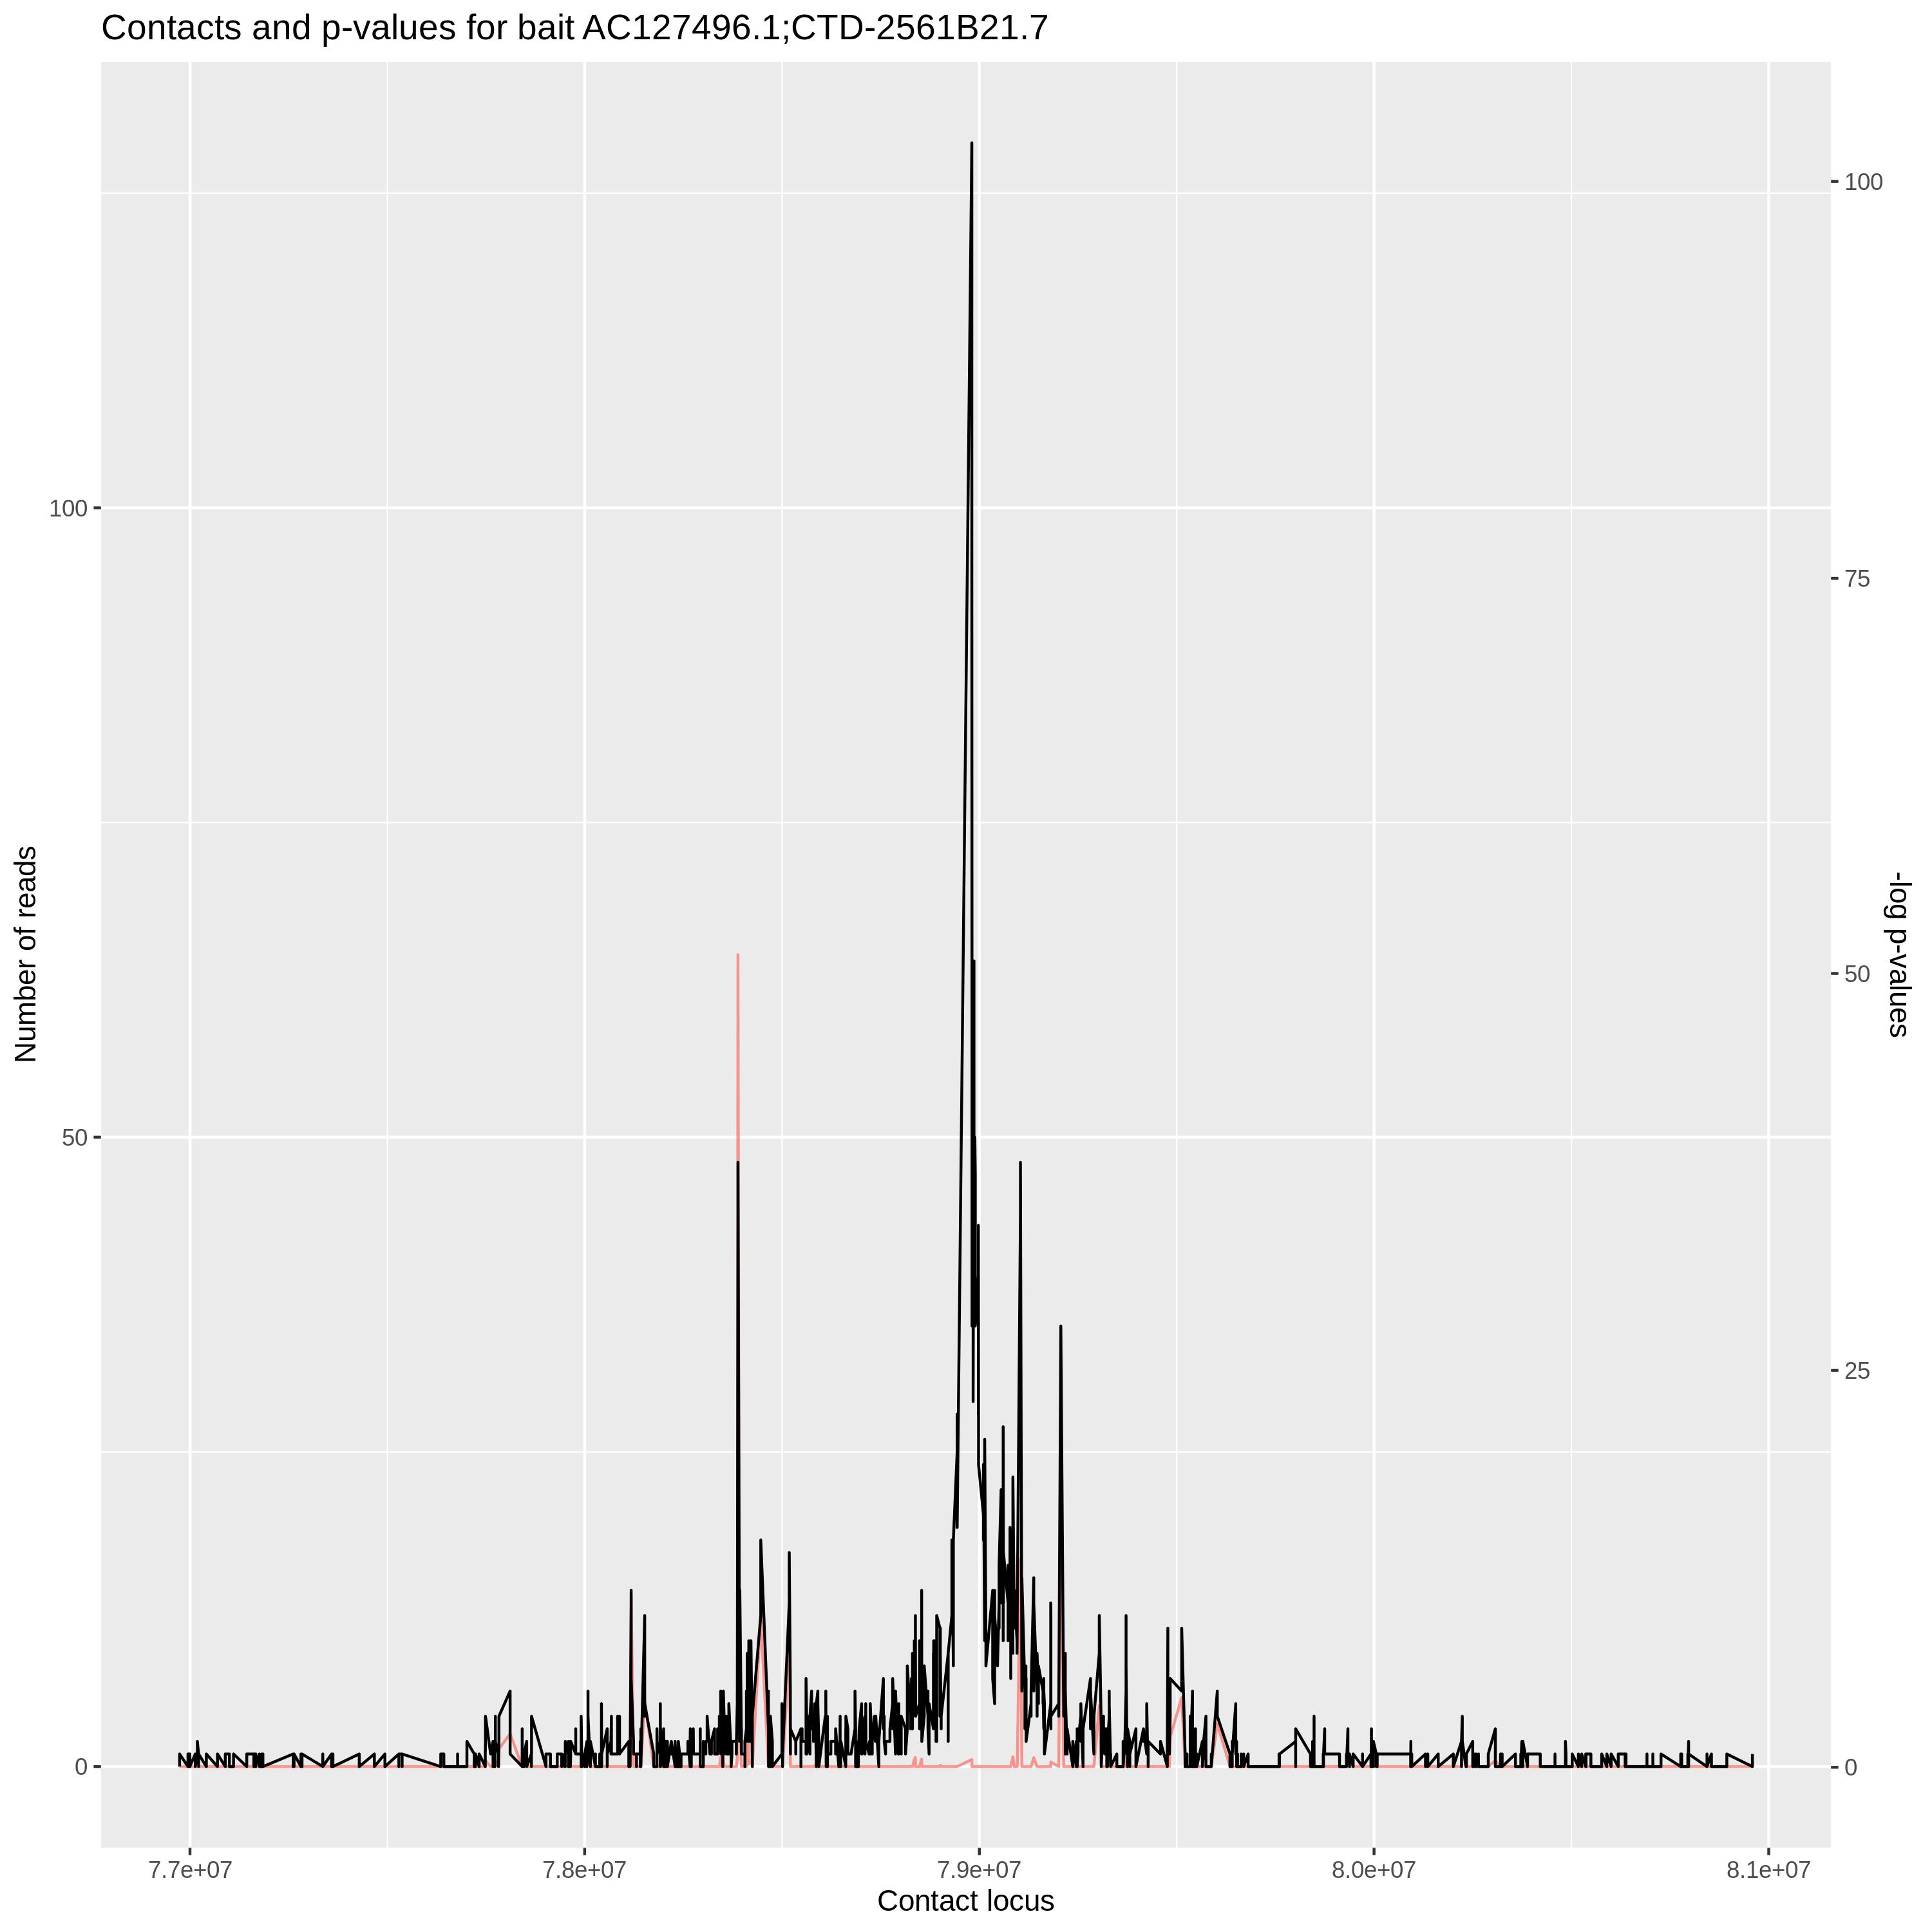 Contacts and p-values for bait AC127496.1;CTD-2561B21.7
Number of reads
100
50
0
100
75
50
25
0
-log p-values
7.7e+07
7.8e+07
7.9e+07
8.0e+07
8.1e+07
Contact locus